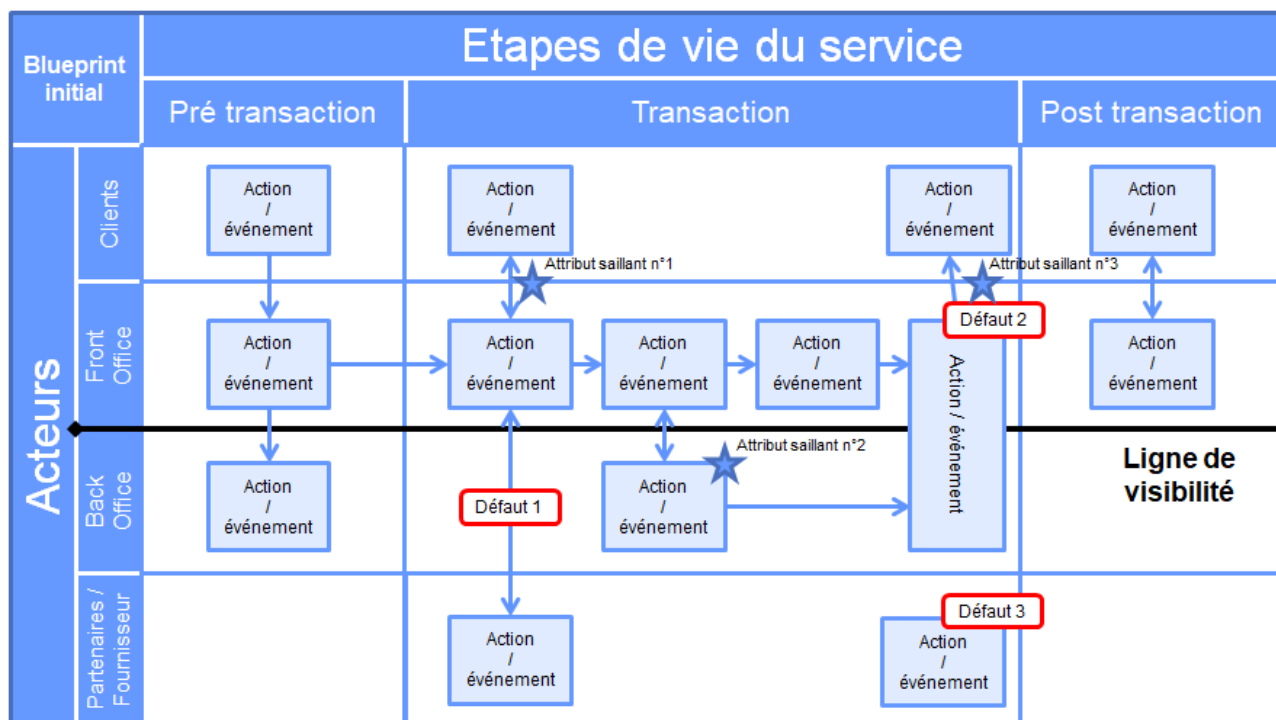 Blueprint
initial
Etapes de vie du service
Pré transaction
Transaction
Post transaction
Acteurs
Clients
Action
/
événement
Action
/
événement
Action
/
événement
Action
/
événement
Attribut saillant n°1
Attribut saillant n°3
Front
Office
Action
/
événement
Action
/
événement
Action
/
événement
Action
/
événement
Défaut 2
Action / événement
Action
/
événement
Ligne de
visibilité
Back
Office
Action
/
événement
Défaut 1
Attribut saillant n°2
Action
/
événement
Partenaires /
Fournisseur
Action
/
événement
Défaut 3
Action
/
événement